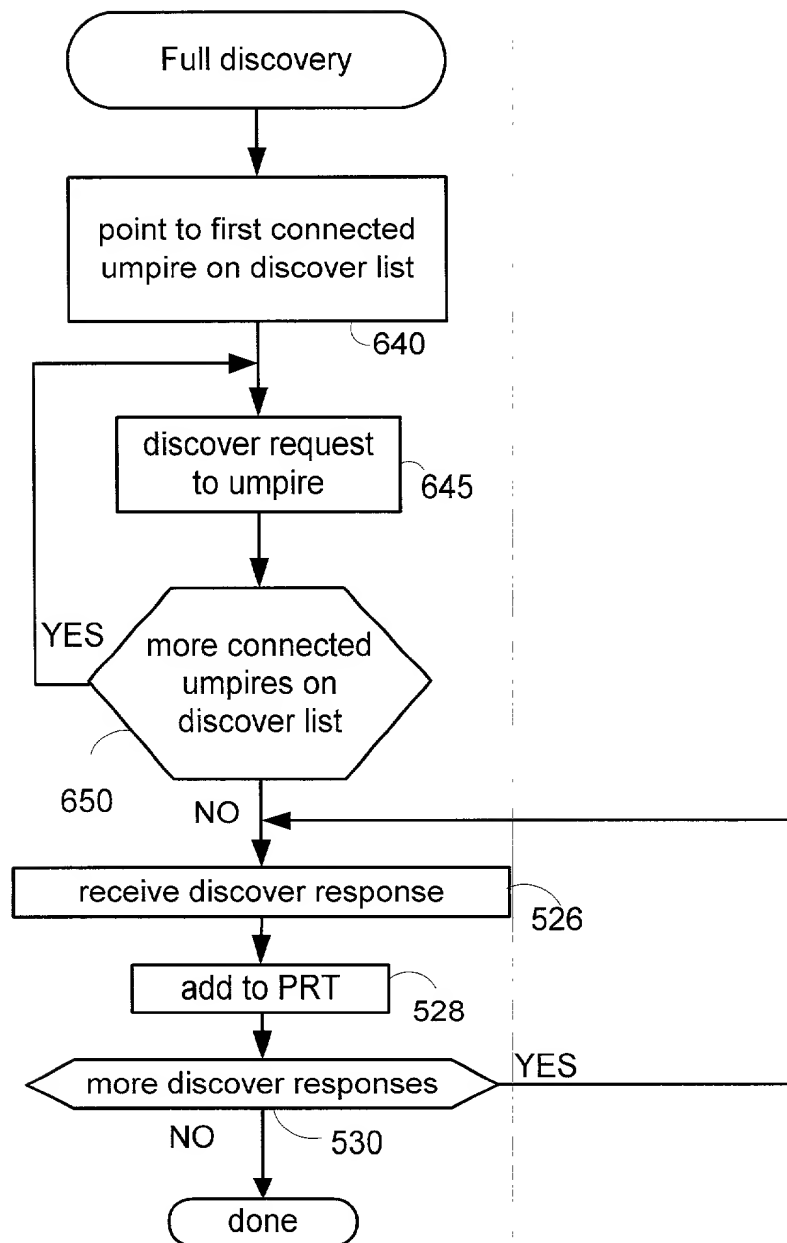 Full discovery
point to first connected
umpire on discover list
640
discover request
to umpire
645
YES
more connected
umpires on
discover list
650
NO
receive discover response
526
add to PRT
528
more discover responses
YES
NO
530
done